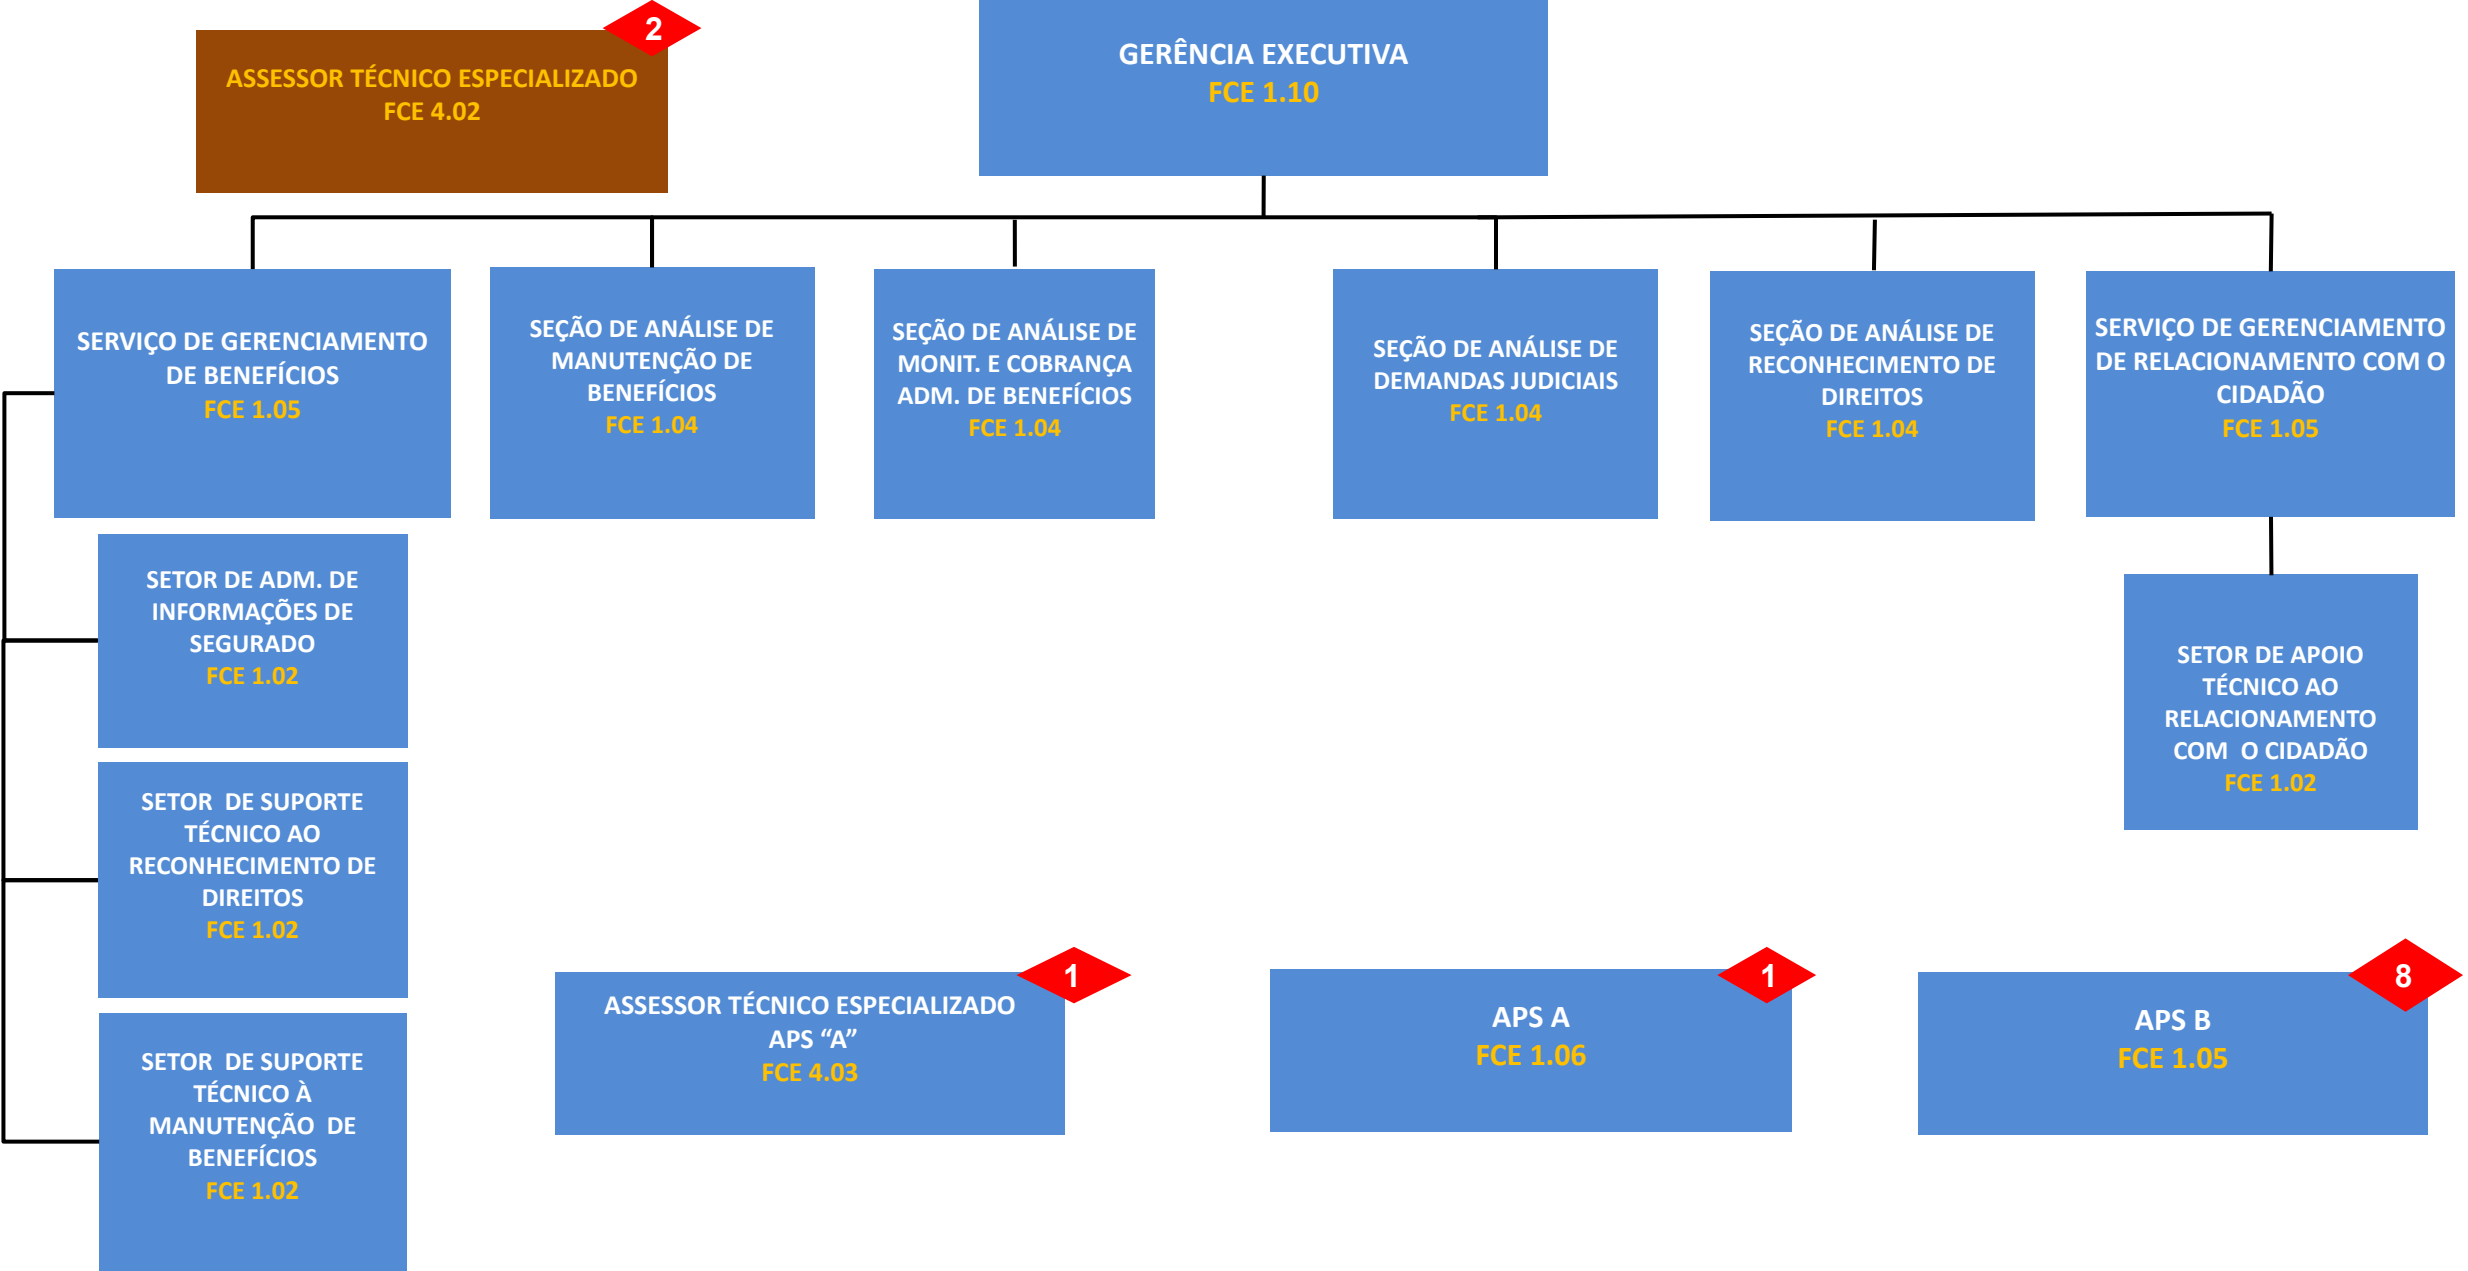 2
ASSESSOR TÉCNICO ESPECIALIZADO
FCE 4.02
GERÊNCIA EXECUTIVA
FCE 1.10
SERVIÇO DE GERENCIAMENTO
DE BENEFÍCIOS
FCE 1.05
SEÇÃO DE ANÁLISE DE
MANUTENÇÃO DE
BENEFÍCIOS
FCE 1.04
SEÇÃO DE ANÁLISE DE
MONIT. E COBRANÇA
ADM. DE BENEFÍCIOS
FCE 1.04
SEÇÃO DE ANÁLISE DE
DEMANDAS JUDICIAIS
FCE 1.04
SEÇÃO DE ANÁLISE DE
RECONHECIMENTO DE
DIREITOS
FCE 1.04
SERVIÇO DE GERENCIAMENTO
DE RELACIONAMENTO COM O
CIDADÃO
FCE 1.05
SETOR DE ADM. DE
INFORMAÇÕES DE
SEGURADO
FCE 1.02
SETOR DE APOIO
TÉCNICO AO
RELACIONAMENTO
COM O CIDADÃO
FCE 1.02
SETOR DE SUPORTE
TÉCNICO AO
RECONHECIMENTO DE
DIREITOS
FCE 1.02
SETOR DE SUPORTE
TÉCNICO À
MANUTENÇÃO DE
BENEFÍCIOS
FCE 1.02
1
ASSESSOR TÉCNICO ESPECIALIZADO
APS “A”
FCE 4.03
1
APS A
FCE 1.06
8
APS B
FCE 1.05